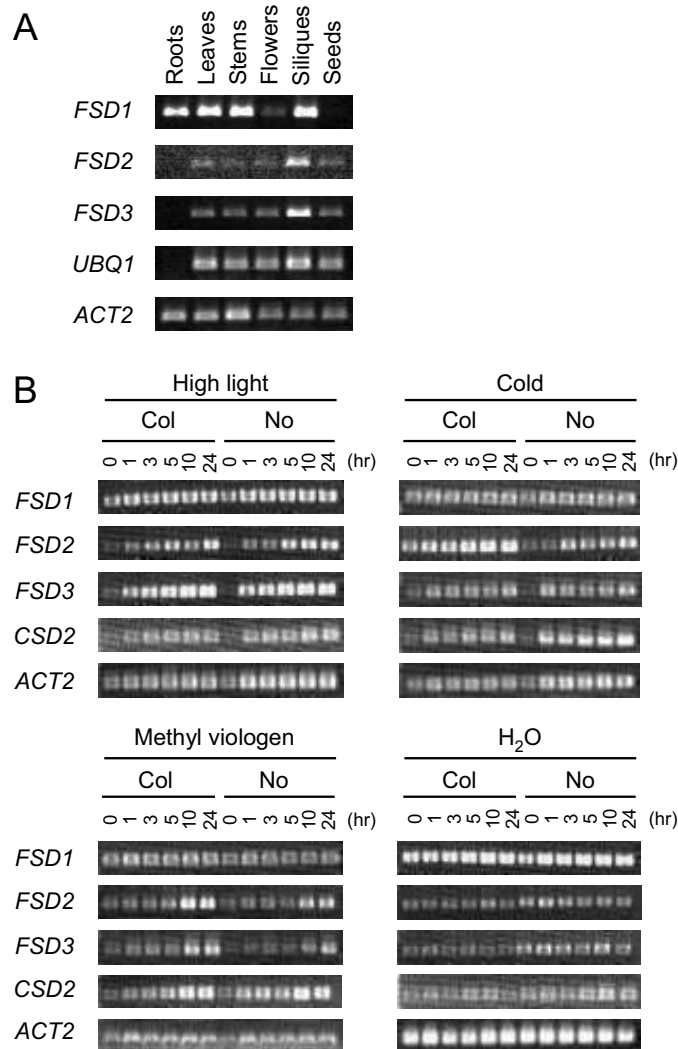 A
Roots Leaves Stems Flowers Siliques Seeds
FSD1
FSD2
FSD3
UBQ1
ACT2
B
High light Cold
Col No Col No
0 1 3 5 10 24 0 1 3 5 10 24 (hr) 0 1 3 5 10 24 0 1 3 5 10 24 (hr)
FSD1
FSD2
FSD3
CSD2
ACT2
Methyl viologen H₂O
Col No Col No
0 1 3 5 10 24 0 1 3 5 10 24 (hr) 0 1 3 5 10 24 0 1 3 5 10 24 (hr)
FSD1
FSD2
FSD3
CSD2
ACT2